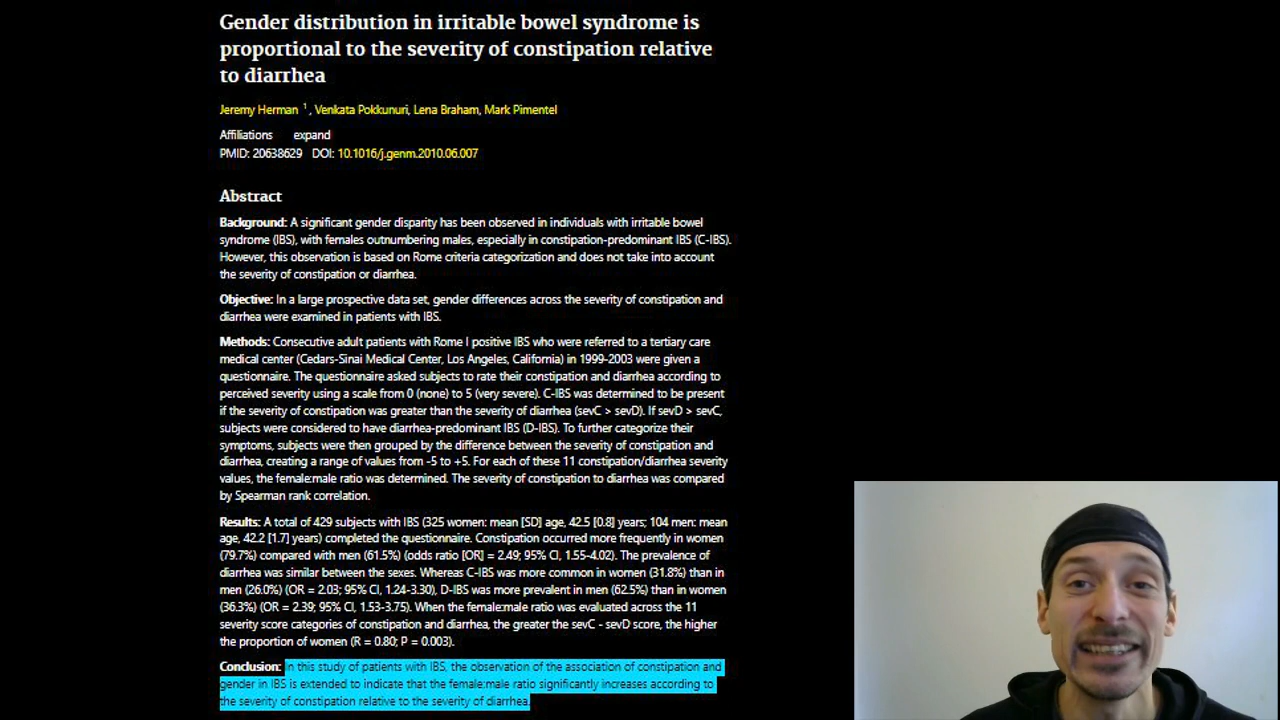 Gender distribution in irritable bowel syndrome is
proportional to the severity of constipation relative
to diarrhea
Jeremy Herman 1 , Venkata Pokkunuri, Lena Braham, Mark Pimentel
Affiliations expand
PMID: 20638629 DOI: 10.1016/j.genm.2010.06.007
Abstract
Background: A significant gender disparity has been observed in individuals with irritable bowel
syndrome (IBS), with females outnumbering males, especially in constipation-predominant IBS (C-IBS).
However, this observation is based on Rome criteria categorization and does not take into account
the severity of constipation or diarrhea.
Objective: In a large prospective data set, gender differences across the severity of constipation and
diarrhea were examined in patients with IBS.
Methods: Consecutive adult patients with Rome I positive IBS who were referred to a tertiary care
medical center (Cedars-Sinai Medical Center, Los Angeles, California) in 1999-2003 were given a
questionnaire. The questionnaire asked subjects to rate their constipation and diarrhea according to
perceived severity using a scale from 0 (none) to 5 (very severe). C-IBS was determined to be present
if the severity of constipation was greater than the severity of diarrhea (sevC > sevD). If sevD > sevC,
subjects were considered to have diarrhea-predominant IBS (D-IBS). To further categorize their
symptoms, subjects were then grouped by the difference between the severity of constipation and
diarrhea, creating a range of values from -5 to +5. For each of these 11 constipation/diarrhea severity
values, the female:male ratio was determined. The severity of constipation to diarrhea was compared
by Spearman rank correlation.
Results: A total of 429 subjects with IBS (325 women: mean [SD] age, 42.5 [0.8] years; 104 men: mean
age, 42.2 [1.7] years) completed the questionnaire. Constipation occurred more frequently in women
(79.7%) compared with men (61.5%) (odds ratio [OR] = 2.49; 95% CI, 1.55-4.02). The prevalence of
diarrhea was similar between the sexes. Whereas C-IBS was more common in women (31.8%) than in
men (26.0%) (OR = 2.03; 95% CI, 1.24-3.30), D-IBS was more prevalent in men (62.5%) than in women
(36.3%) (OR = 2.39; 95% CI, 1.53-3.75). When the female:male ratio was evaluated across the 11
severity score categories of constipation and diarrhea, the greater the sevC - sevD score, the higher
the proportion of women (R = 0.80; P = 0.003).
Conclusion: In this study of patients with IBS, the observation of the association of constipation and
gender in IBS is extended to indicate that the female:male ratio significantly increases according to
the severity of constipation relative to the severity of diarrhea.